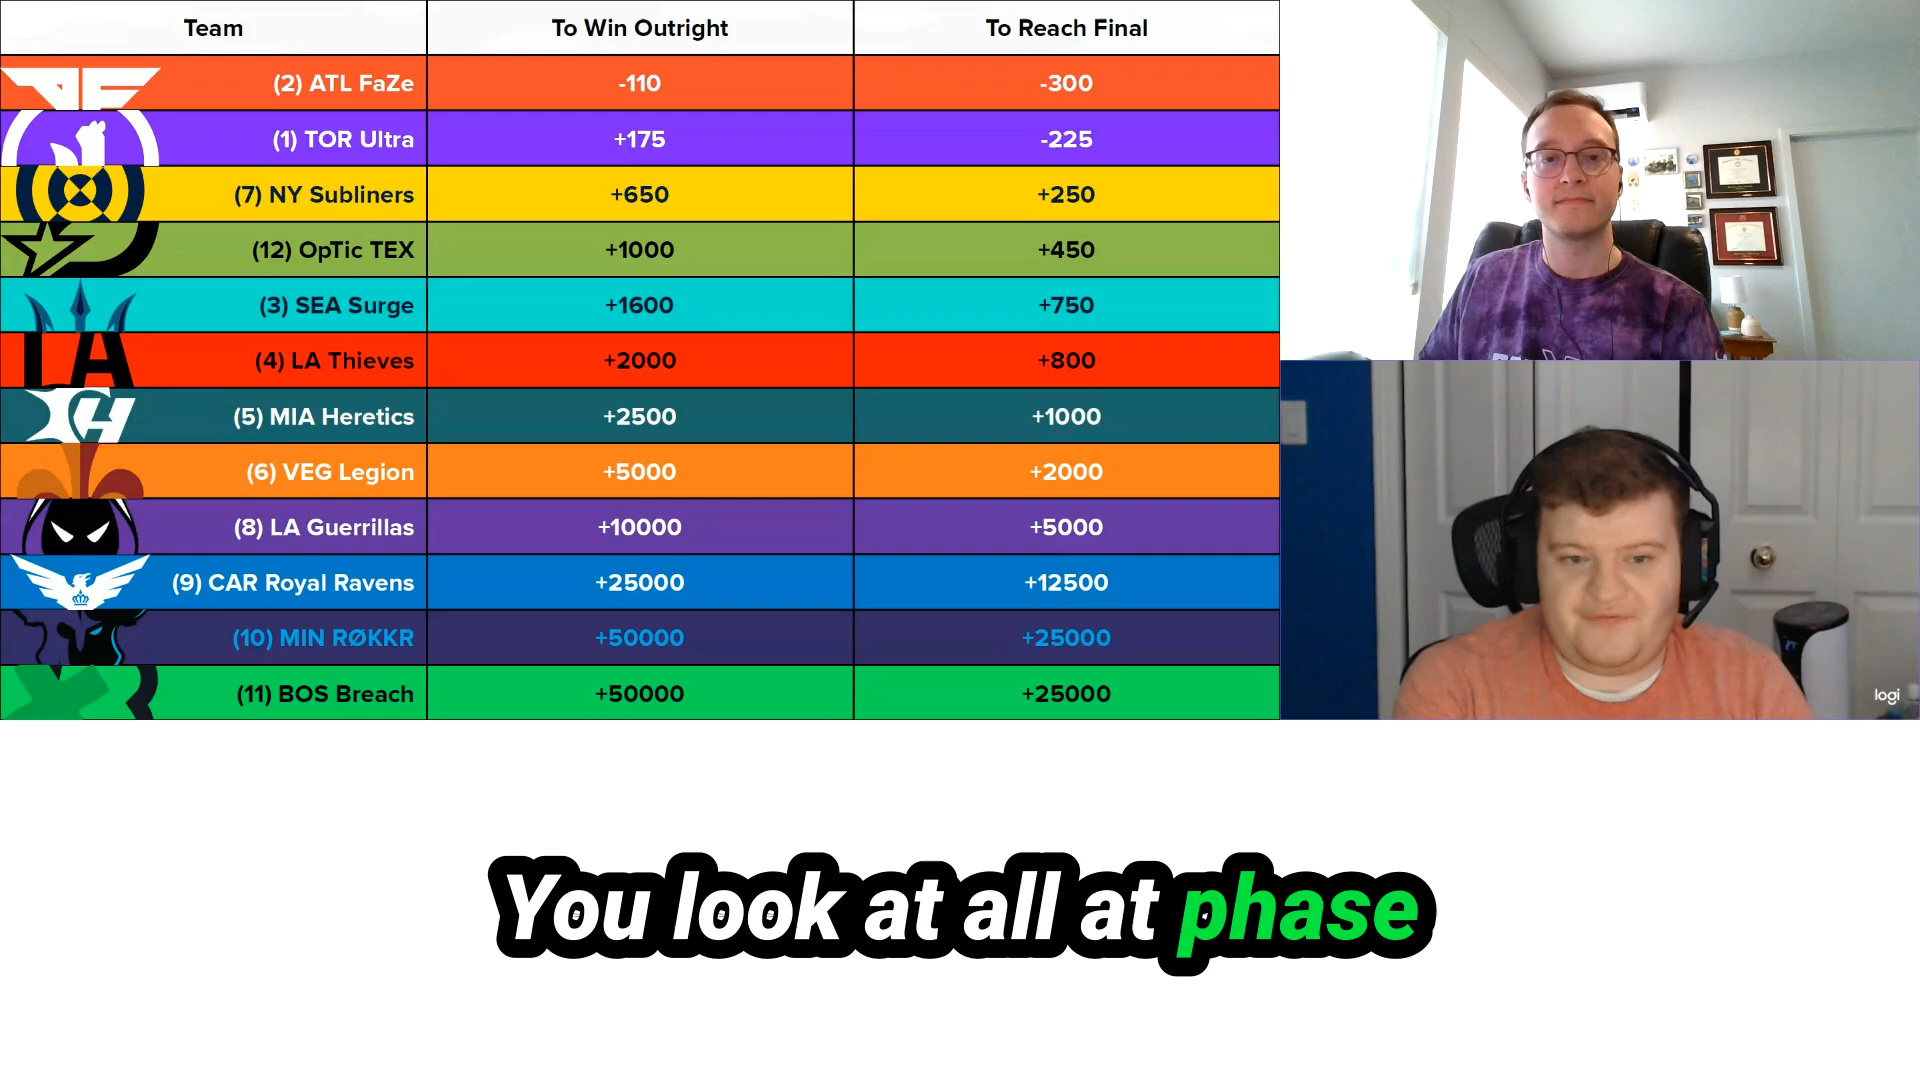 Team To Win Outright To Reach Final
(2) ATL FaZe -110 -300
(1) TOR Ultra +175 -225
(7) NY Subliners +650 +250
(12) OpTic TEX +1000 +450
(3) SEA Surge +1600 +750
LA (4) LA Thieves +2000 +800
H (5) MIA Heretics +2500 +1000
(6) VEG Legion +5000 +2000
(8) LA Guerrillas +10000 +5000
(9) CAR Royal Ravens +25000 +12500
(10) MIN RØKKR +50000 +25000
(11) BOS Breach +50000 +25000
logi
You look at all at phase